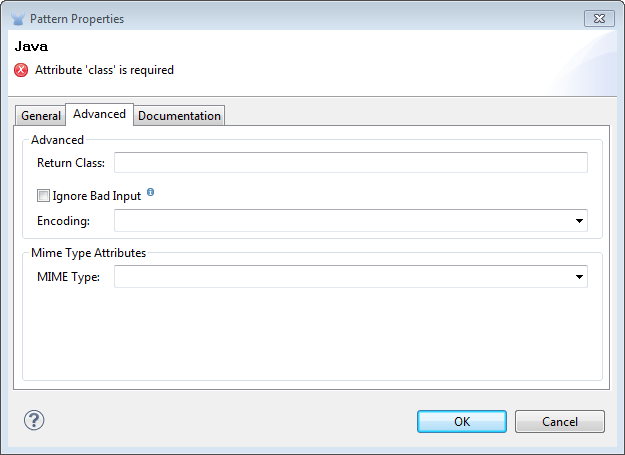 Pattern Properties
Java
Attribute 'class' is required
General Advanced Documentation
Advanced
Return Class:
Ignore Bad Input
Encoding:
Mime Type Attributes
MIME Type:
OK Cancel